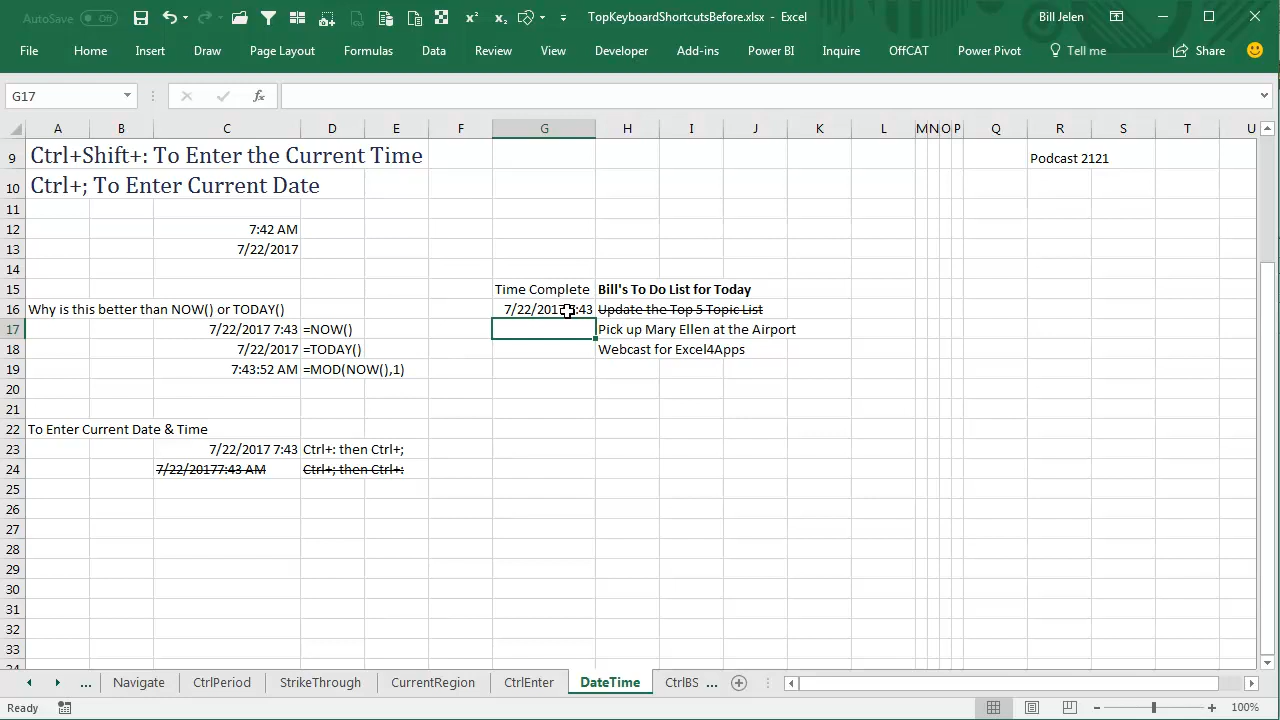 AutoSave Off
TopKeyboardShortcutsBefore.xlsx - Excel
Bill Jelen
File Home Insert Draw Page Layout Formulas Data Review View Developer Add-ins Power BI Inquire OffCAT Power Pivot Tell me Share
G17 fx
A B C D E F G H I J K L M N O P Q R S T U
9 Ctrl+Shift+: To Enter the Current Time Podcast 2121
10 Ctrl+; To Enter Current Date
11
12 7:42 AM
13 7/22/2017
14
15 Time Complete Bill's To Do List for Today
16 Why is this better than NOW() or TODAY() 7/22/2017 :43 Update the Top 5 Topic List
17 7/22/2017 7:43 =NOW() Pick up Mary Ellen at the Airport
18 7/22/2017 =TODAY() Webcast for Excel4Apps
19 7:43:52 AM =MOD(NOW(),1)
20
21
22 To Enter Current Date & Time
23 7/22/2017 7:43 Ctrl+: then Ctrl+;
24 7/22/20177:43 AM Ctrl+; then Ctrl+:
25
26
27
28
29
30
31
32
33
... Navigate CtrlPeriod StrikeThrough CurrentRegion CtrlEnter DateTime CtrlBS ...
Ready 100%